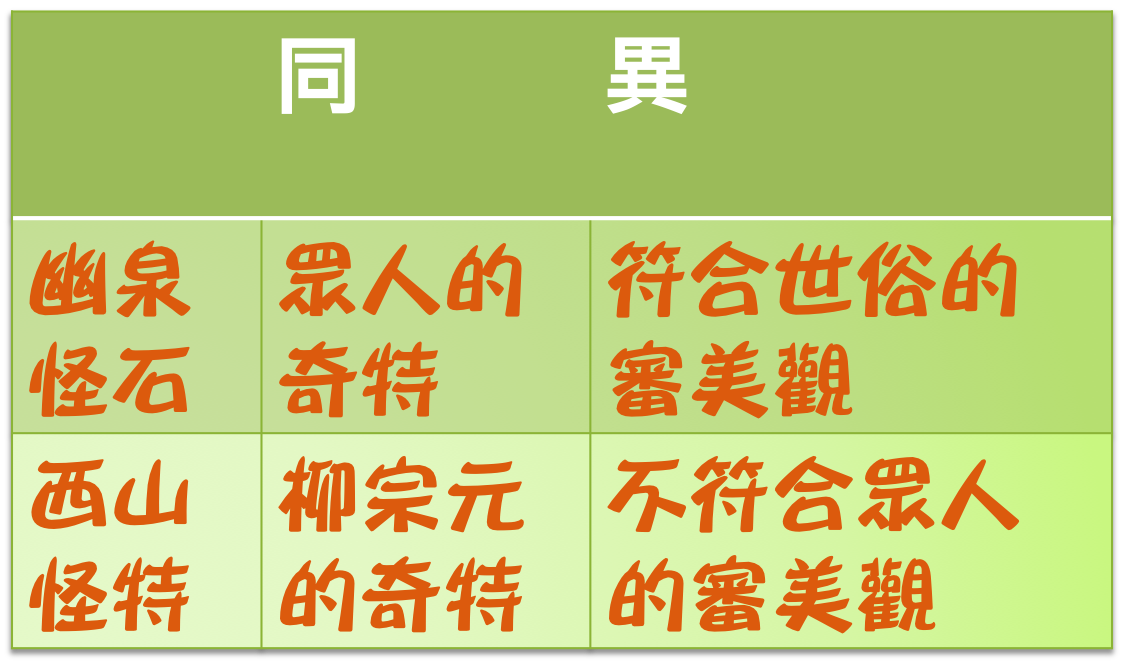 同 異
幽泉 眾人的 符合世俗的
怪石 奇特 審美觀
西山 柳宗元 不符合眾人
怪特 的奇特 的審美觀